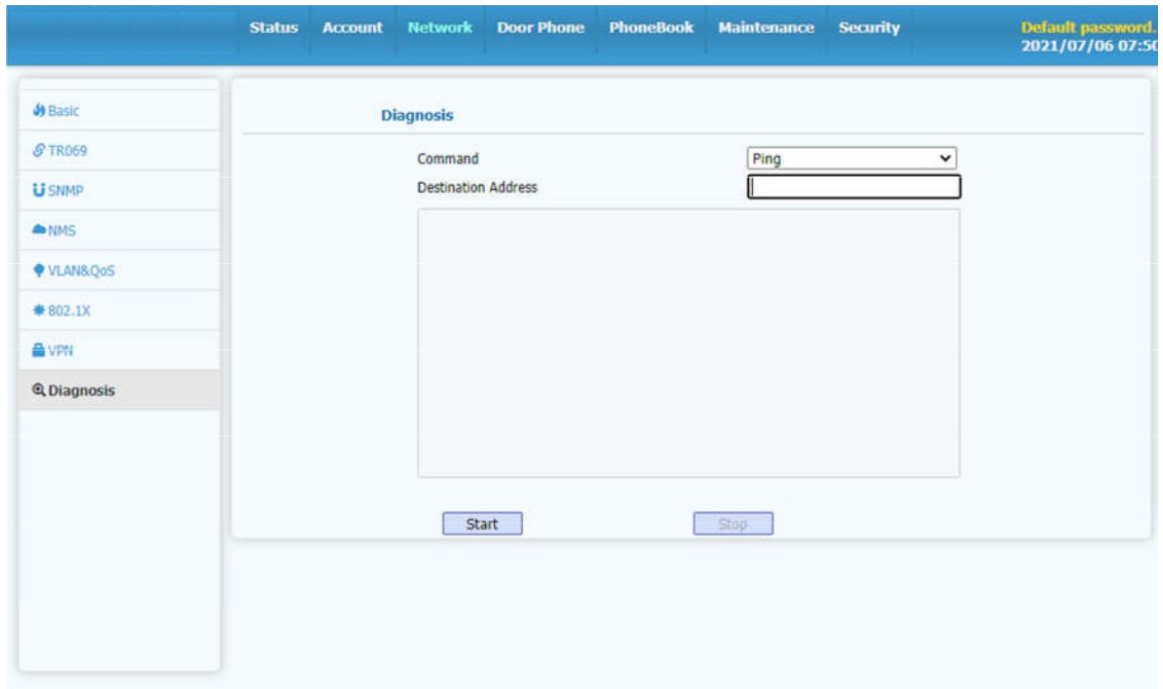 Status Account Network Door Phone PhoneBook Maintenance Security
Default password.
2021/07/06 07:50
Basic
TR069
SNMP
NMS
VLAN&QoS
802.1X
VPN
Diagnosis
Diagnosis
Command Ping
Destination Address
Start Stop